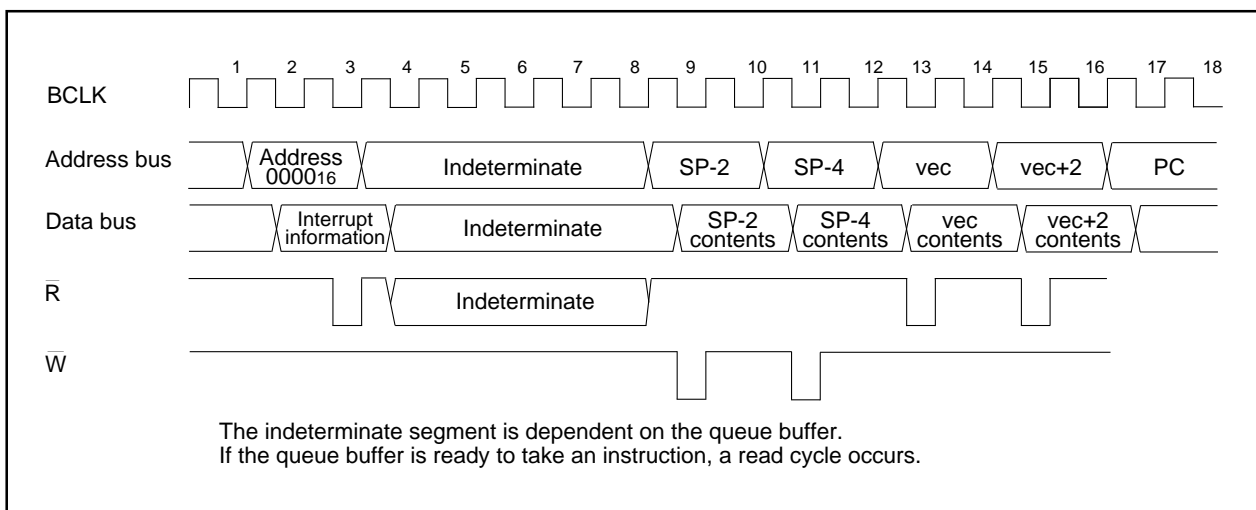 1 2 3 4 5 6 7 8 9 10 11 12 13 14 15 16 17 18
BCLK
Address bus
Address
000016
Indeterminate
SP-2
SP-4
vec
vec+2
PC
Data bus
Interrupt
information
Indeterminate
SP-2
contents
SP-4
contents
vec
contents
vec+2
contents
R
Indeterminate
W
The indeterminate segment is dependent on the queue buffer.
If the queue buffer is ready to take an instruction, a read cycle occurs.